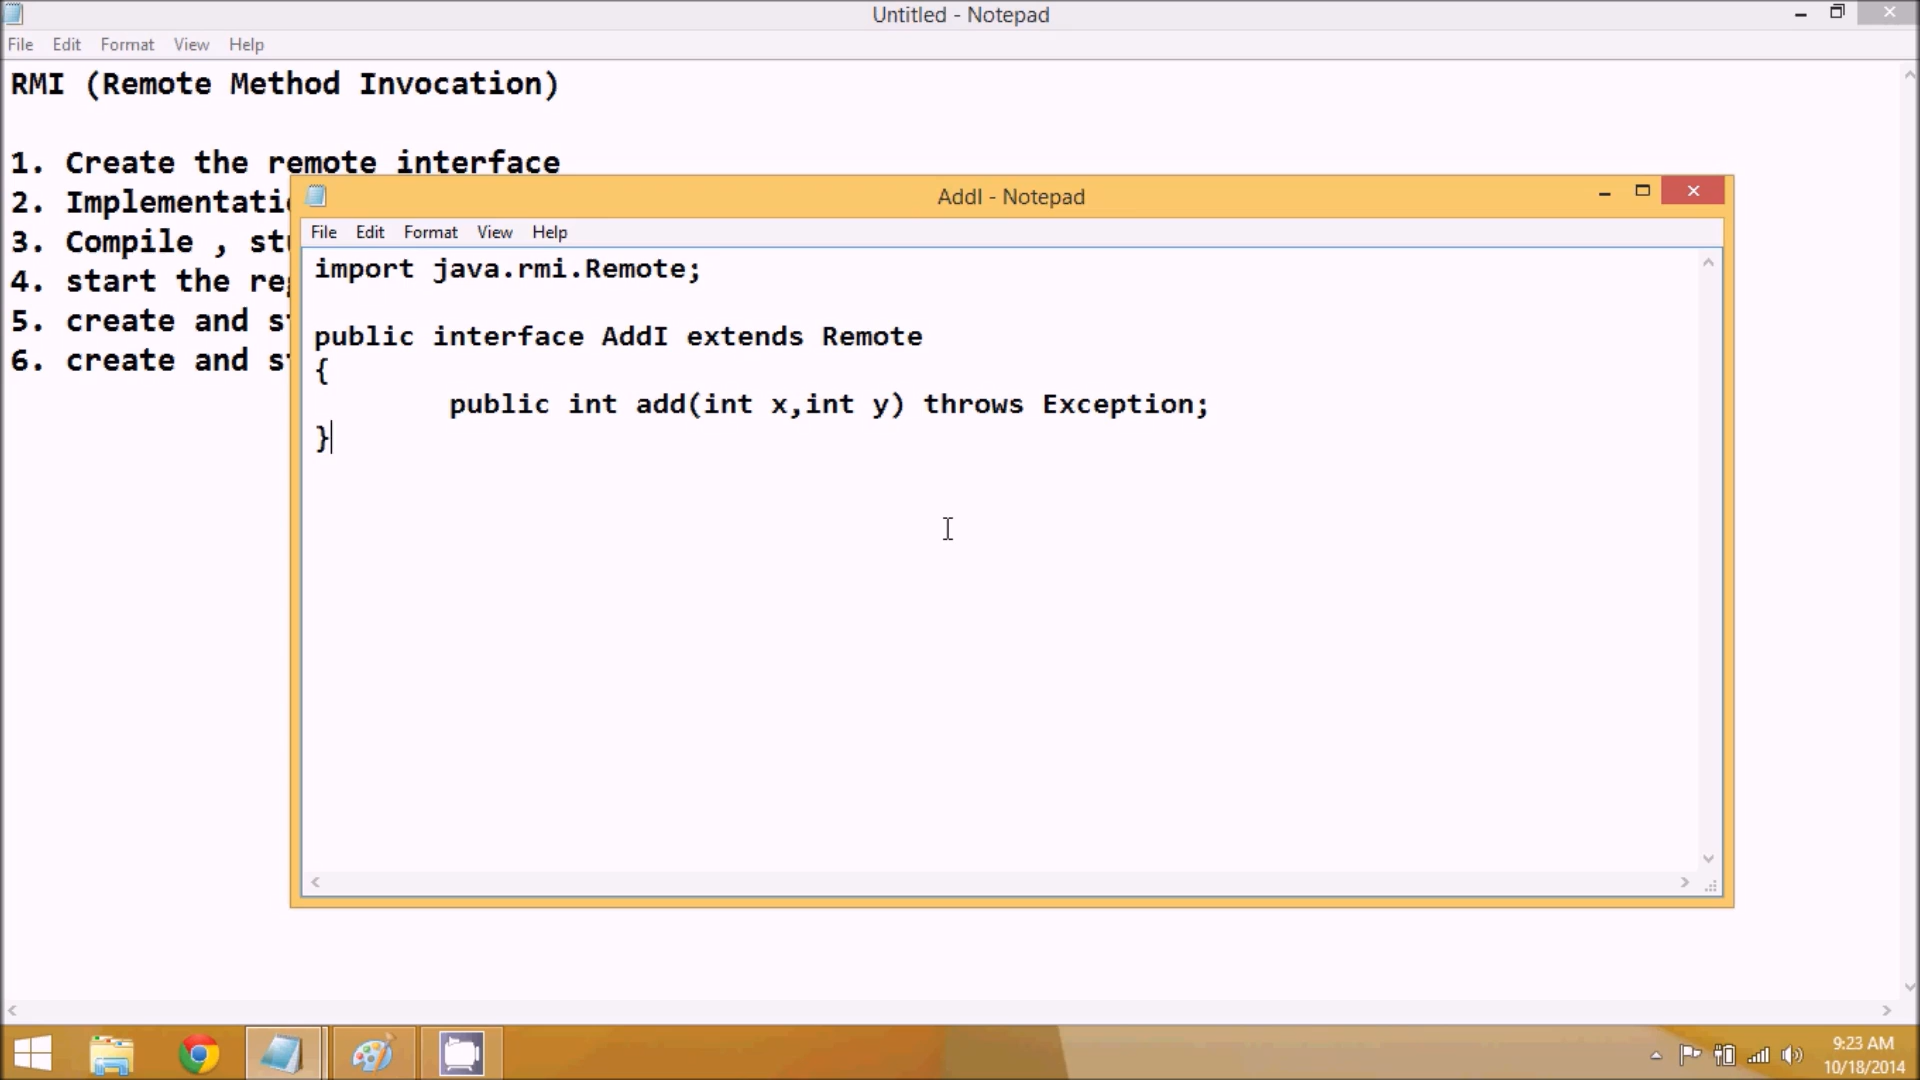 Untitled - Notepad
File Edit Format View Help
RMI (Remote Method Invocation)
1. Create the remote interface
2.
3. Compile ,
4. start the
5. create and
6. create and
AddI - Notepad
File Edit Format View Help
import java.rmi.Remote;
public interface AddI extends Remote
{
public int add(int x,int y) throws Exception;
}
9:23 AM
10/18/2014